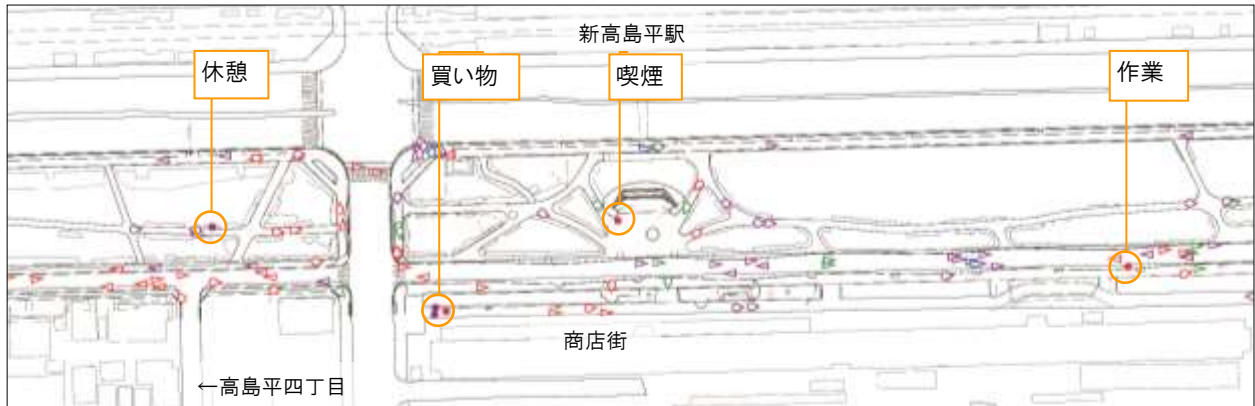 新高島平駅
休憩
買い物
喫煙
作業
商店街
←高島平四丁目